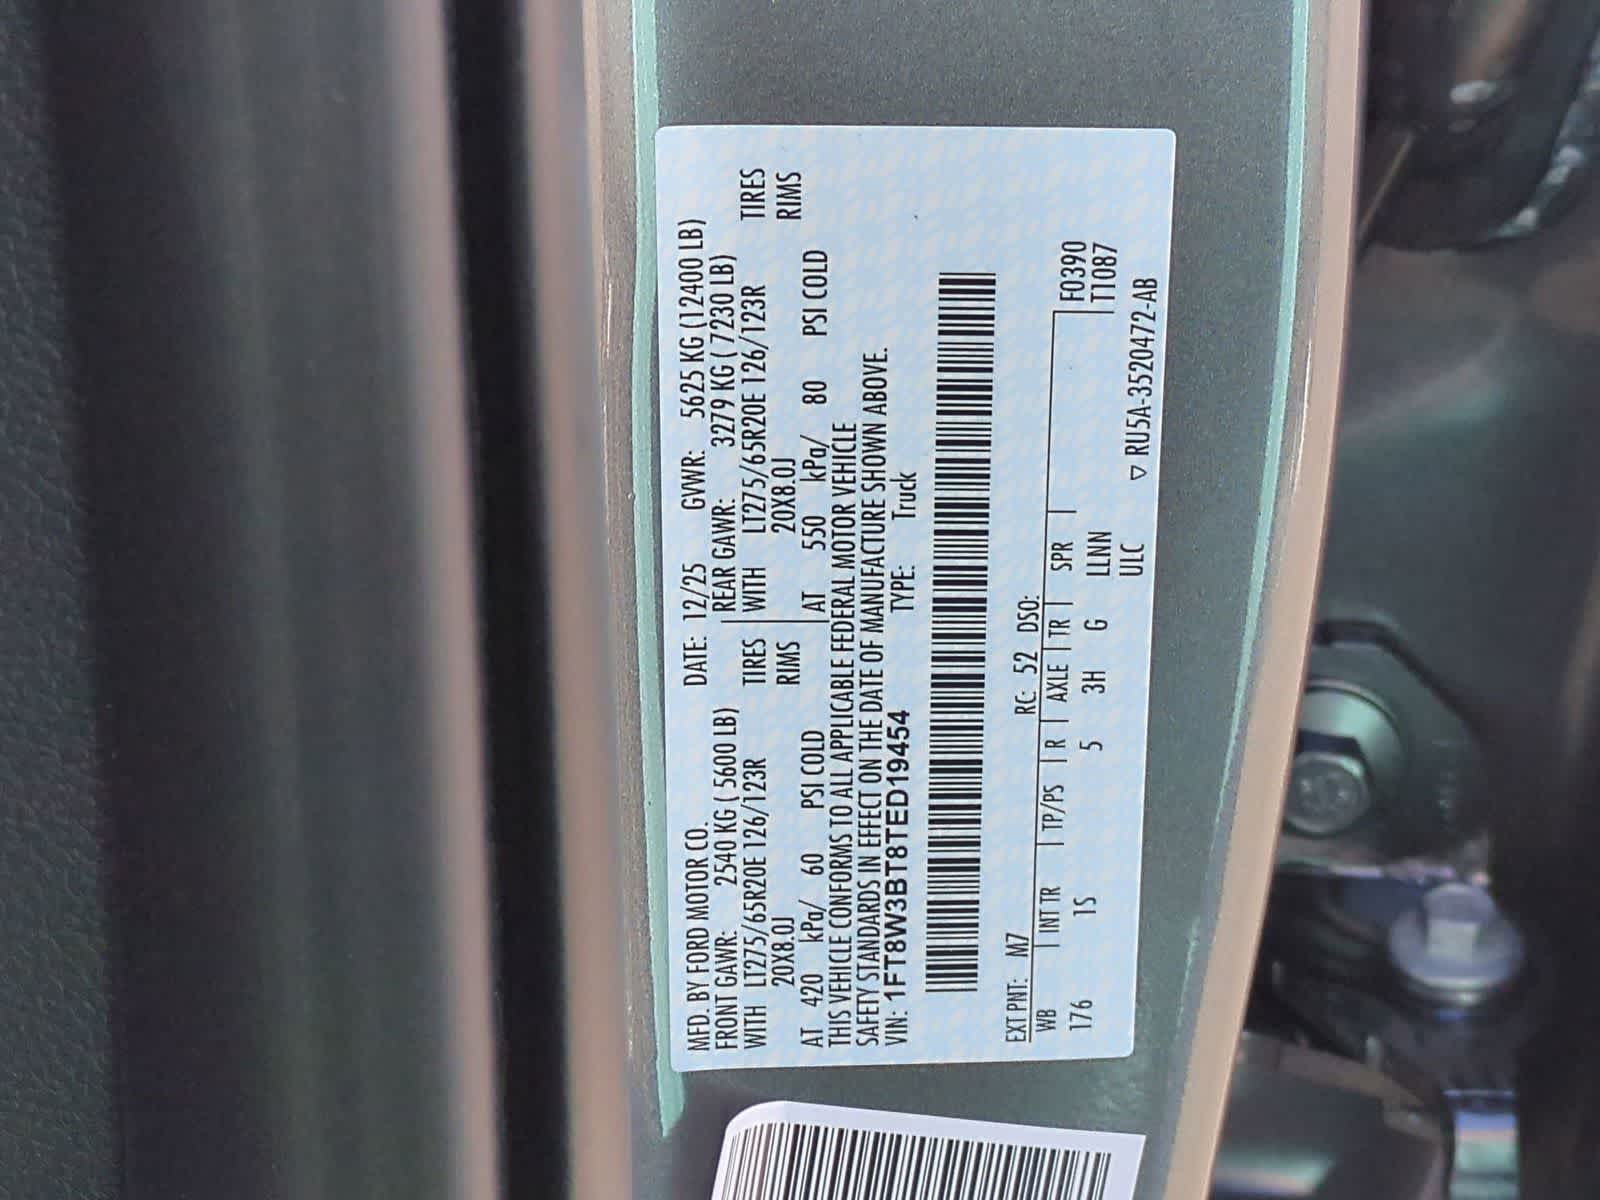 MFD. BY FORD MOTOR CO. DATE: 12/25 GVWR: 5625 KG (12400 LB)
FRONT GAWR: 2540 KG ( 5600 LB) REAR GAWR: 3279 KG ( 7230 LB)
WITH LT275/65R20E 126/123R TIRES WITH LT275/65R20E 126/123R TIRES
20X8.0J RIMS 20X8.0J RIMS
AT 420 kPa/ 60 PSI COLD AT 550 kPa/ 80 PSI COLD
THIS VEHICLE CONFORMS TO ALL APPLICABLE FEDERAL MOTOR VEHICLE
SAFETY STANDARDS IN EFFECT ON THE DATE OF MANUFACTURE SHOWN ABOVE.
VIN: 1FT8W3BT8TED19454 TYPE: Truck
EXT PNT: M7 RC: 52 DSO:
WB INT TR TP/PS R AXLE TR SPR F0390
176 1S 5 3H G LLNN T1087
ULC
▽ RU5A-3520472-AB